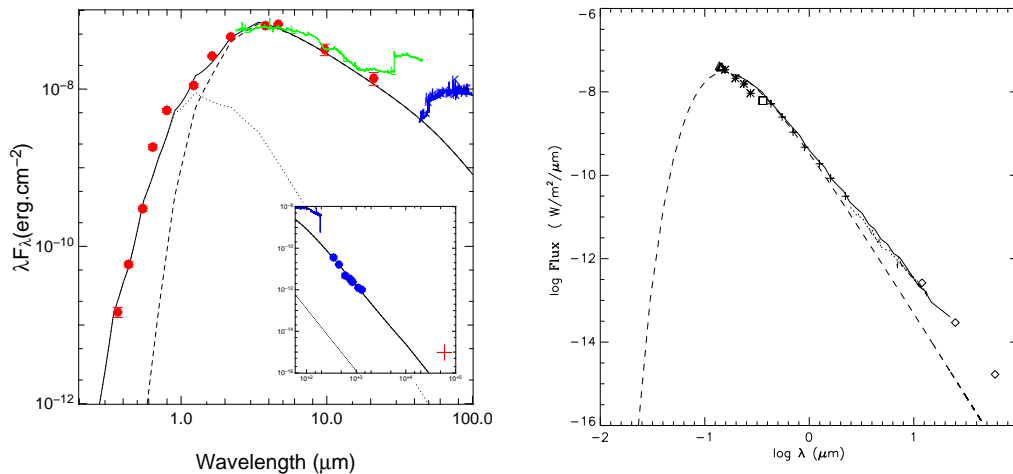 10⁻⁸
10⁻¹⁰
10⁻¹²
λFλ(erg.cm−2)
1.0 10.0 100.0
Wavelength (μm)
10⁻⁸
10⁻¹⁰
10⁻¹²
10⁻¹⁴
10⁻¹⁶
10⁺² 10⁺³ 10⁺⁴ 10⁺⁵
-6
-8
-10
-12
-14
-16
log Flux ( W/m²/μm)
-2 -1 0 1
log λ (μm)